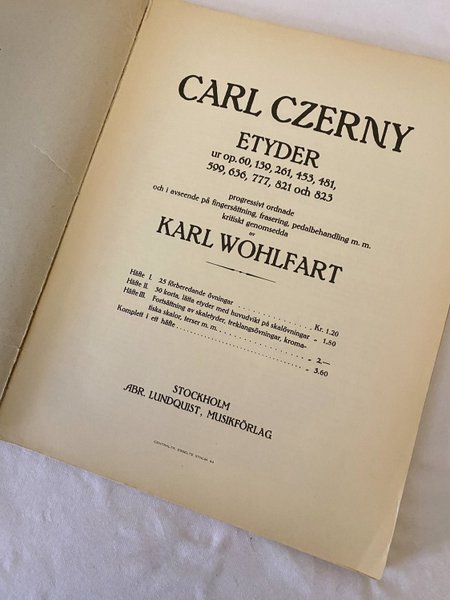 CARL CZERNY
ETYDER
ur op. 60, 139, 261, 453, 481,
599, 636, 777, 821 och 823
progressivt ordnade
och i avseende på fingersättning, frasering, pedalbehandling m. m.
kritiskt genomsedda
av
KARL WOHLFART
Häfte I. 25 förberedande övningar . . . . . . . . . . Kr. 1.20
Häfte II. 30 korta, lätta etyder med huvudvikt på skalövningar „ 1.80
Häfte III. Fortsättning av skaletyder, treklangsövningar, kroma-
tiska skalor, terser m. m. . . . . . . . . . . „ 2.—
Komplett i ett häfte . . . . . . . . . . „ 3.60
STOCKHOLM
ABR. LUNDQUIST, MUSIKFÖRLAG